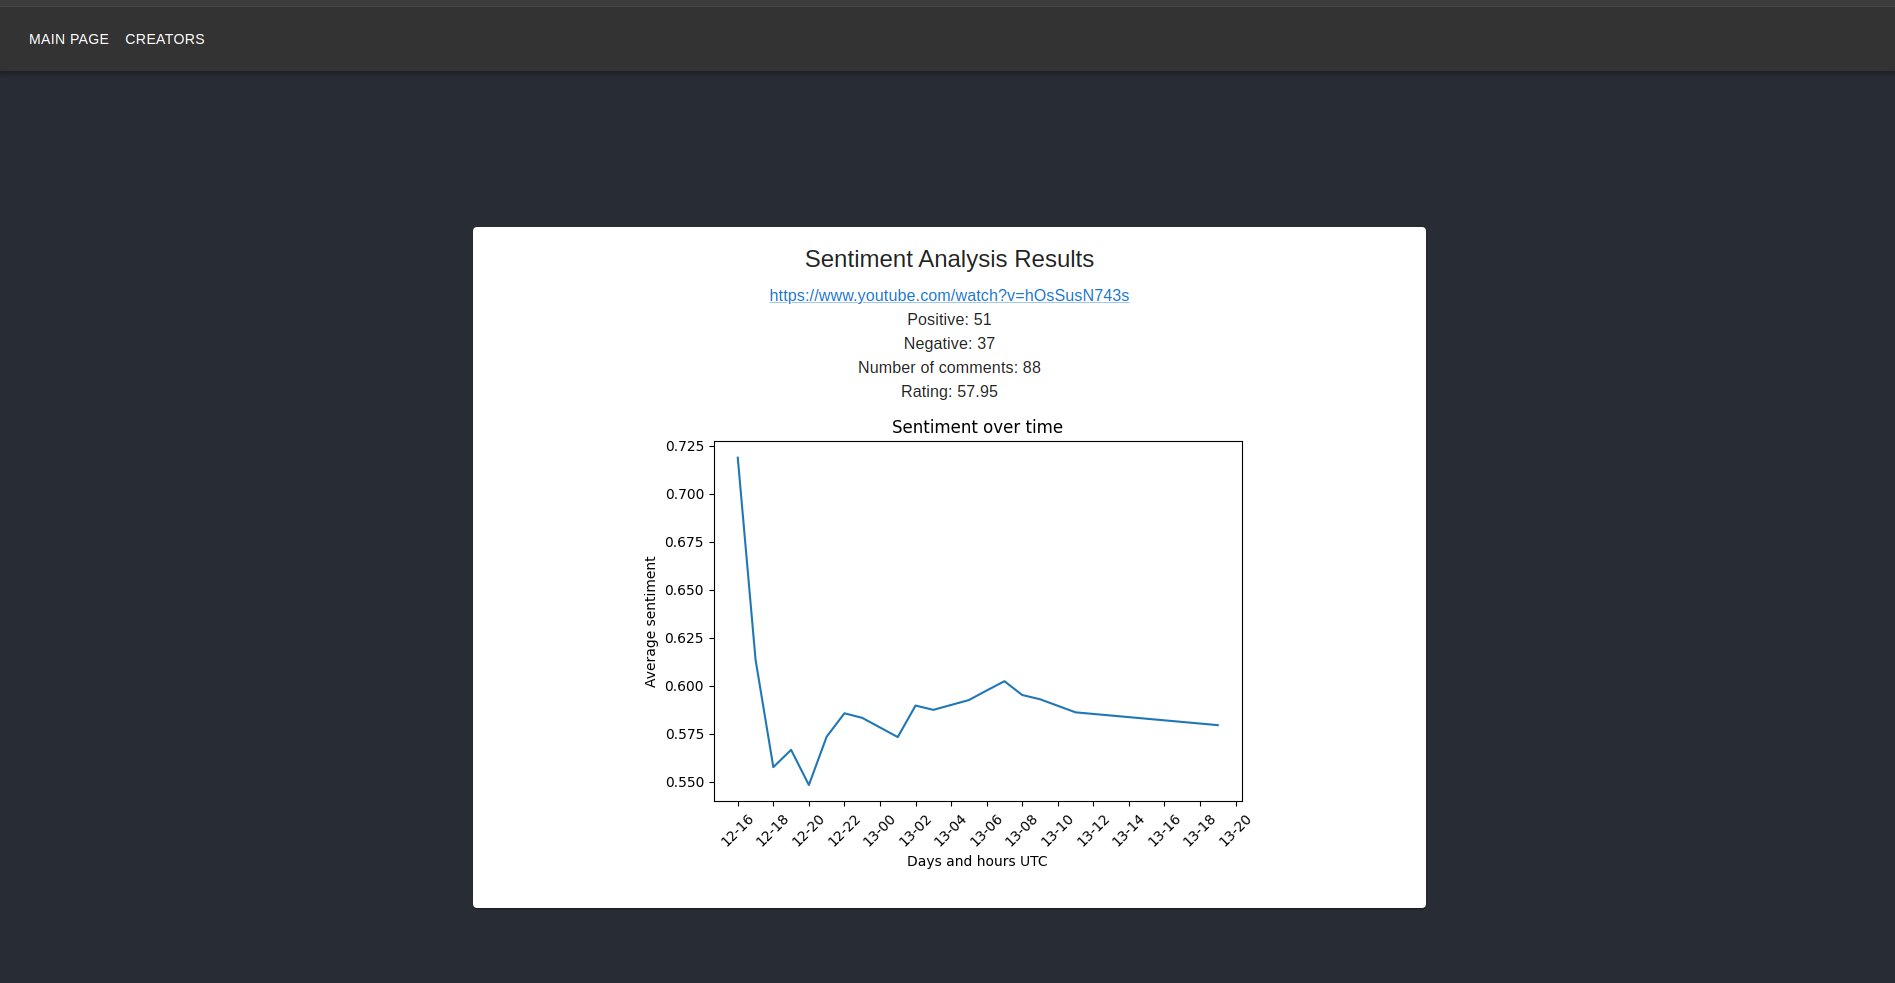 MAIN PAGE CREATORS
Sentiment Analysis Results
https://www.youtube.com/watch?v=hOsSusN743s
Positive: 51
Negative: 37
Number of comments: 88
Rating: 57.95
Sentiment over time
0.725
0.700
0.675
0.650
0.625
0.600
0.575
0.550
Average sentiment
12-16 12-18 12-20 12-22 13-00 13-02 13-04 13-06 13-08 13-10 13-12 13-14 13-16 13-18 13-20
Days and hours UTC